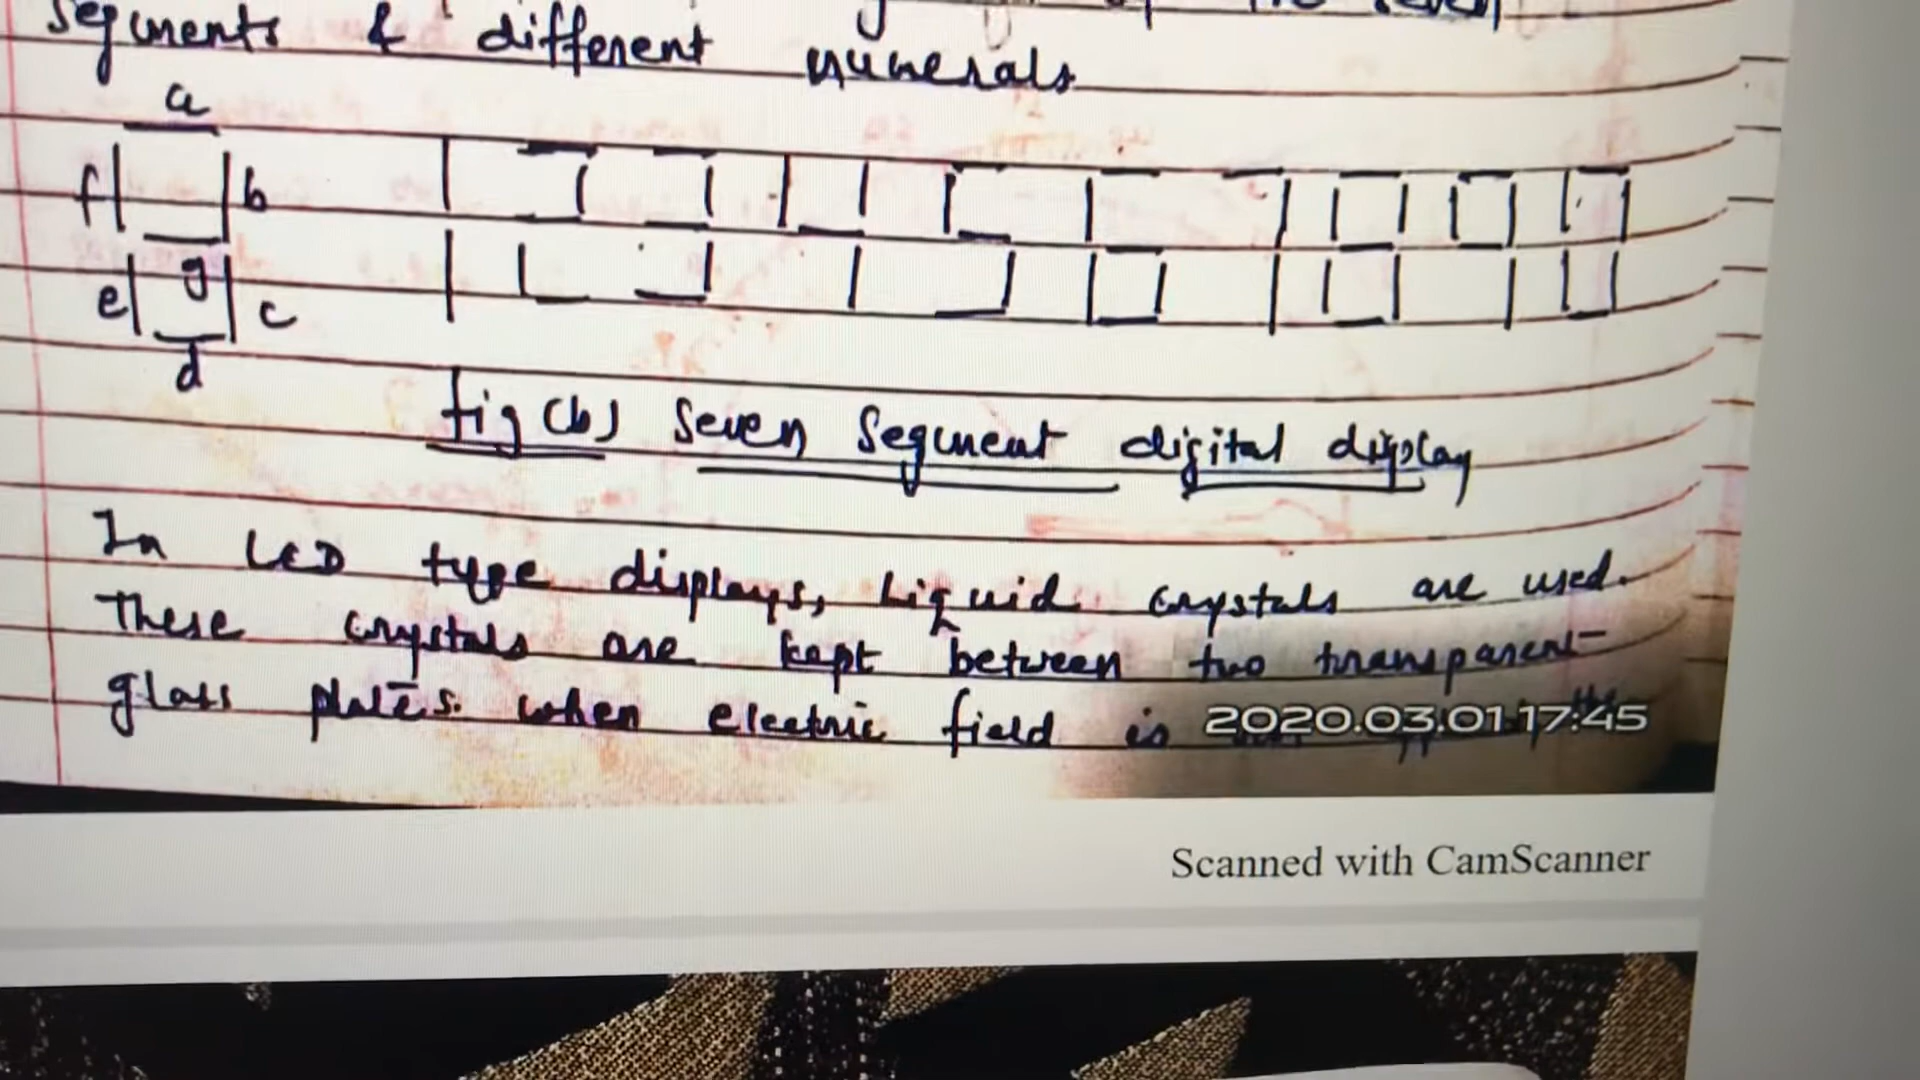 segments & different numerals
a
f b
g
e c
d
fig (b) Seven Segment digital display
In LCD type displays, Liquid crystals are used.
These crystals are kept between two transparent
glass plates. when electric field is
2020.03.01 17:45
Scanned with CamScanner